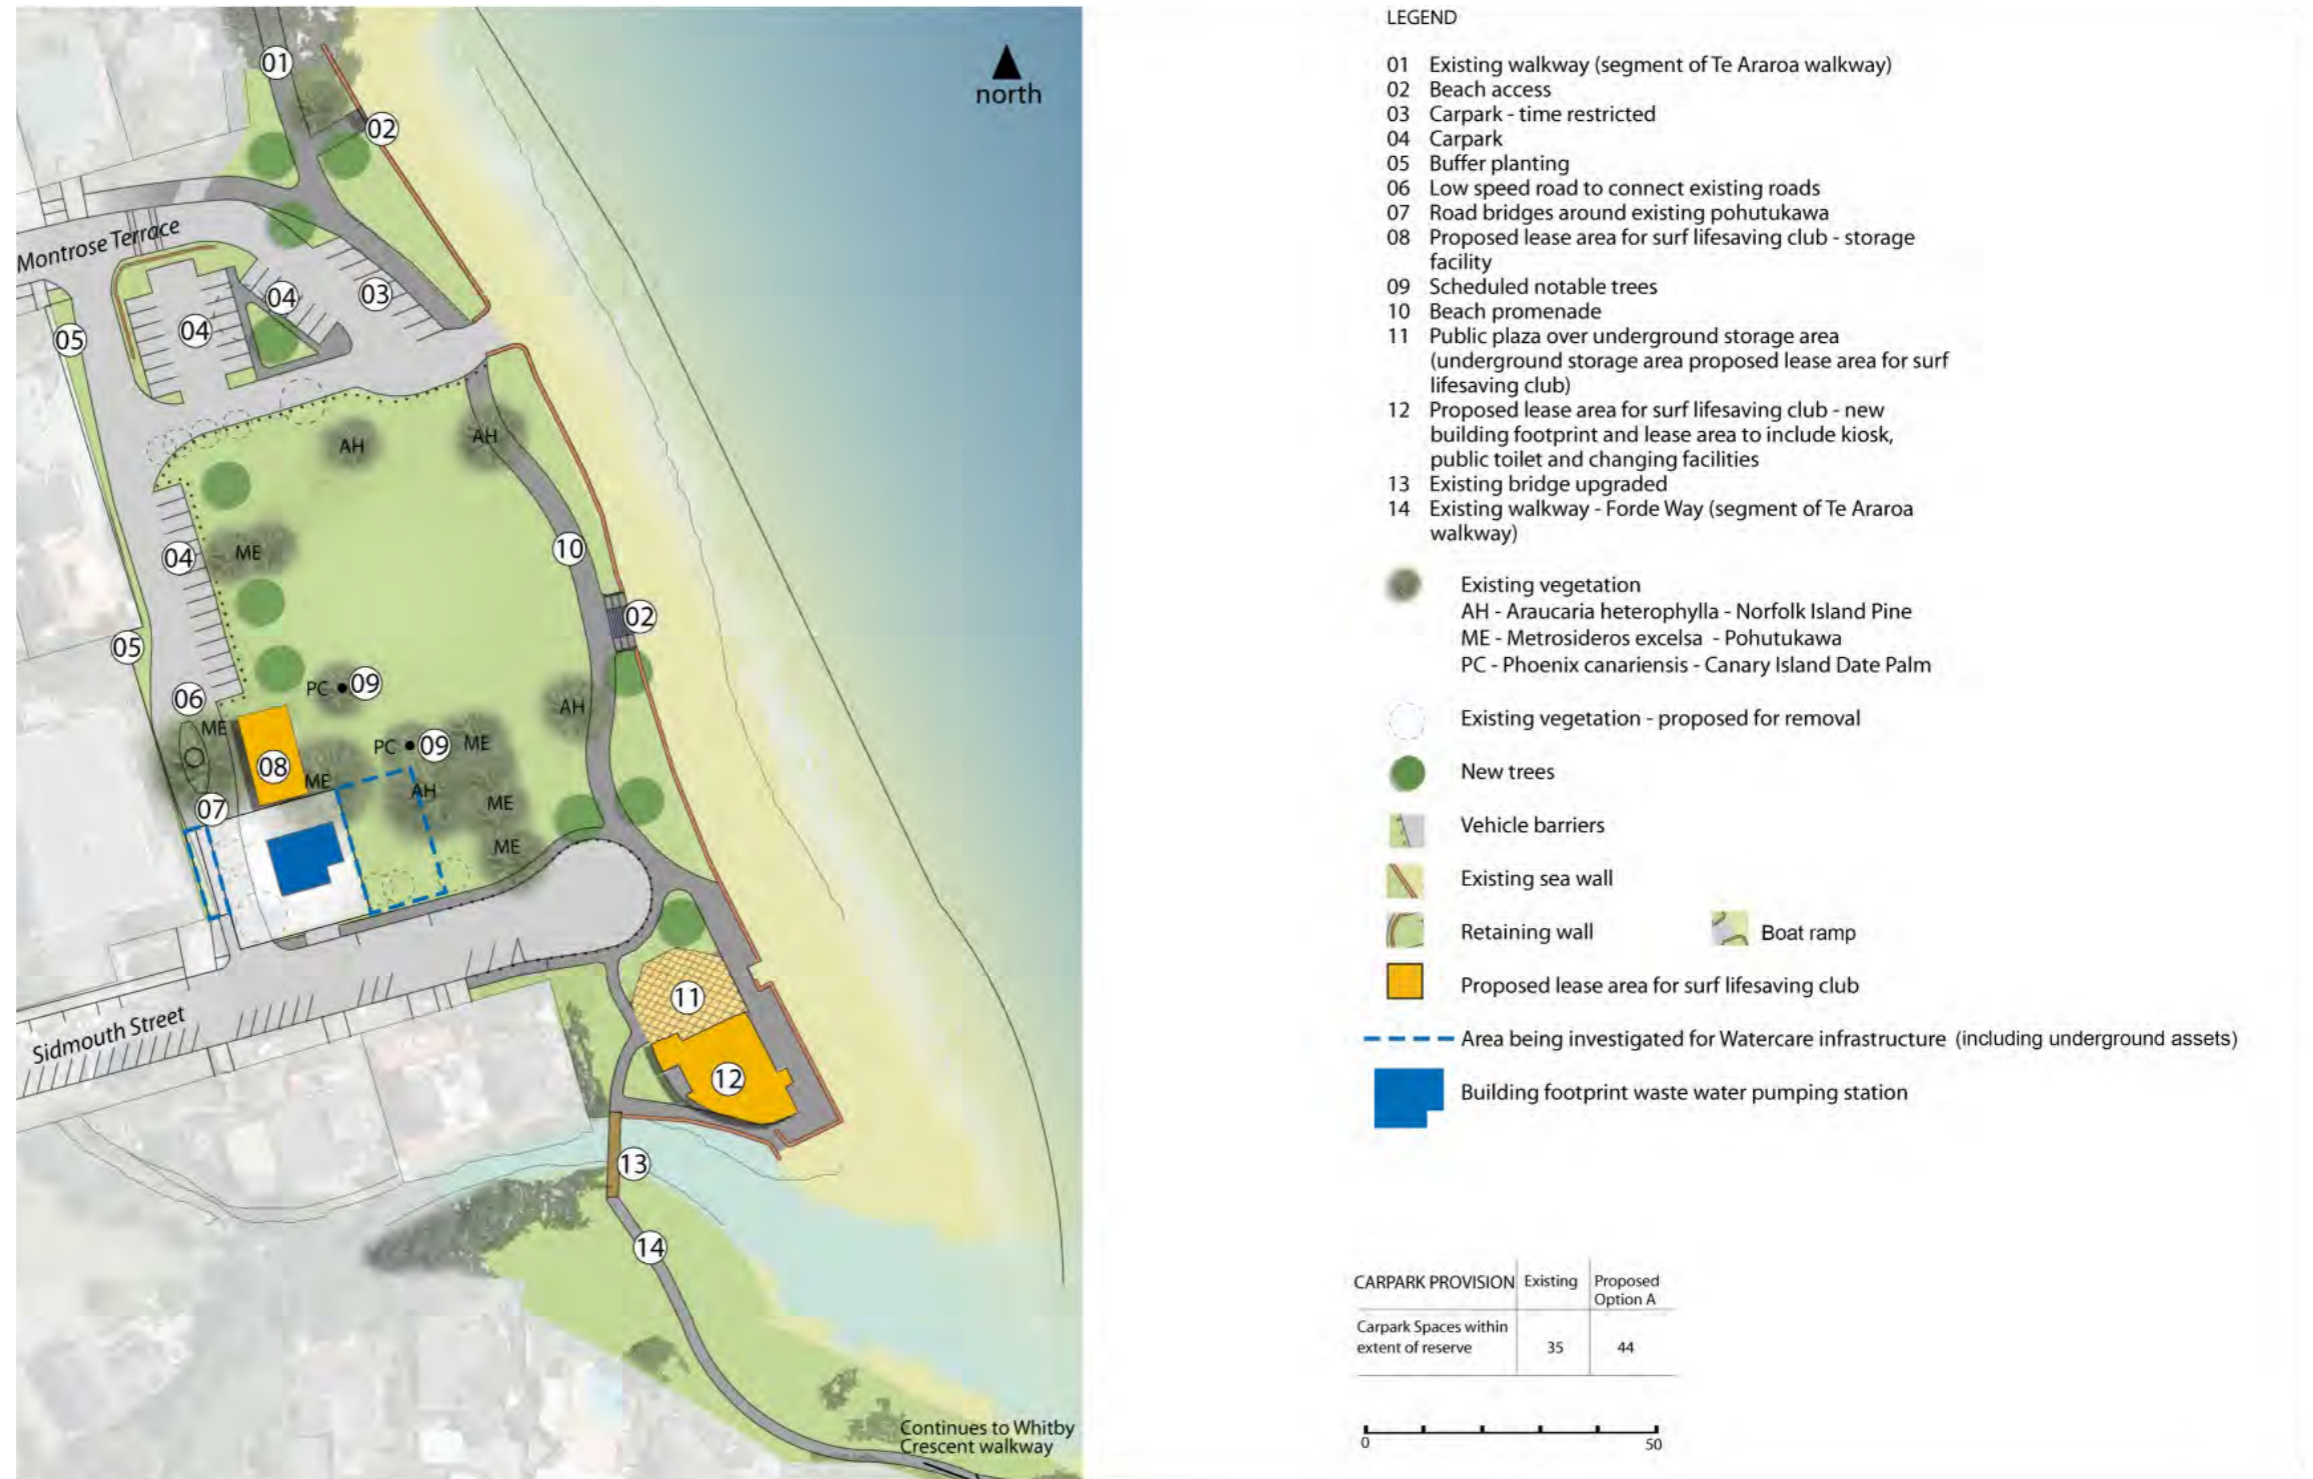 01
north
02
Montrose Terrace
04
03
04
05
AH
AH
ME
04
10
02
05
PC
09
06
ME
AH
PC
09
ME
08
ME
AH
ME
07
ME
11
Sidmouth Street
12
13
14
Continues to Whitby
Crescent walkway
LEGEND
01 Existing walkway (segment of Te Araroa walkway)
02 Beach access
03 Carpark - time restricted
04 Carpark
05 Buffer planting
06 Low speed road to connect existing roads
07 Road bridges around existing pohutukawa
08 Proposed lease area for surf lifesaving club - storage
facility
09 Scheduled notable trees
10 Beach promenade
11 Public plaza over underground storage area
(underground storage area proposed lease area for surf
lifesaving club)
12 Proposed lease area for surf lifesaving club - new
building footprint and lease area to include kiosk,
public toilet and changing facilities
13 Existing bridge upgraded
14 Existing walkway - Forde Way (segment of Te Araroa
walkway)
Existing vegetation
AH - Araucaria heterophylla - Norfolk Island Pine
ME - Metrosideros excelsa - Pohutukawa
PC - Phoenix canariensis - Canary Island Date Palm
Existing vegetation - proposed for removal
New trees
Vehicle barriers
Existing sea wall
Retaining wall
Boat ramp
Proposed lease area for surf lifesaving club
Area being investigated for Watercare infrastructure (including underground assets)
Building footprint waste water pumping station
CARPARK PROVISION Existing Proposed
Option A
Carpark Spaces within
extent of reserve 35 44
0 50